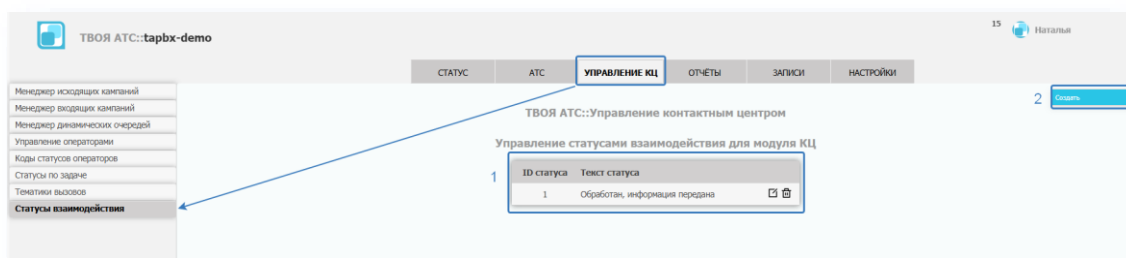 ТВОЯ АТС::tapbx-demo
15 Наталья
СТАТУС АТС УПРАВЛЕНИЕ КЦ ОТЧЁТЫ ЗАПИСИ НАСТРОЙКИ
Менеджер исходящих кампаний
Менеджер входящих кампаний
Менеджер динамических очередей
Управление операторами
Коды статусов операторов
Статусы по задаче
Тематики вызовов
Статусы взаимодействия
2 Создать
ТВОЯ АТС::Управление контактным центром
Управление статусами взаимодействия для модуля КЦ
1
ID статуса Текст статуса
1 Обработан, информация передана